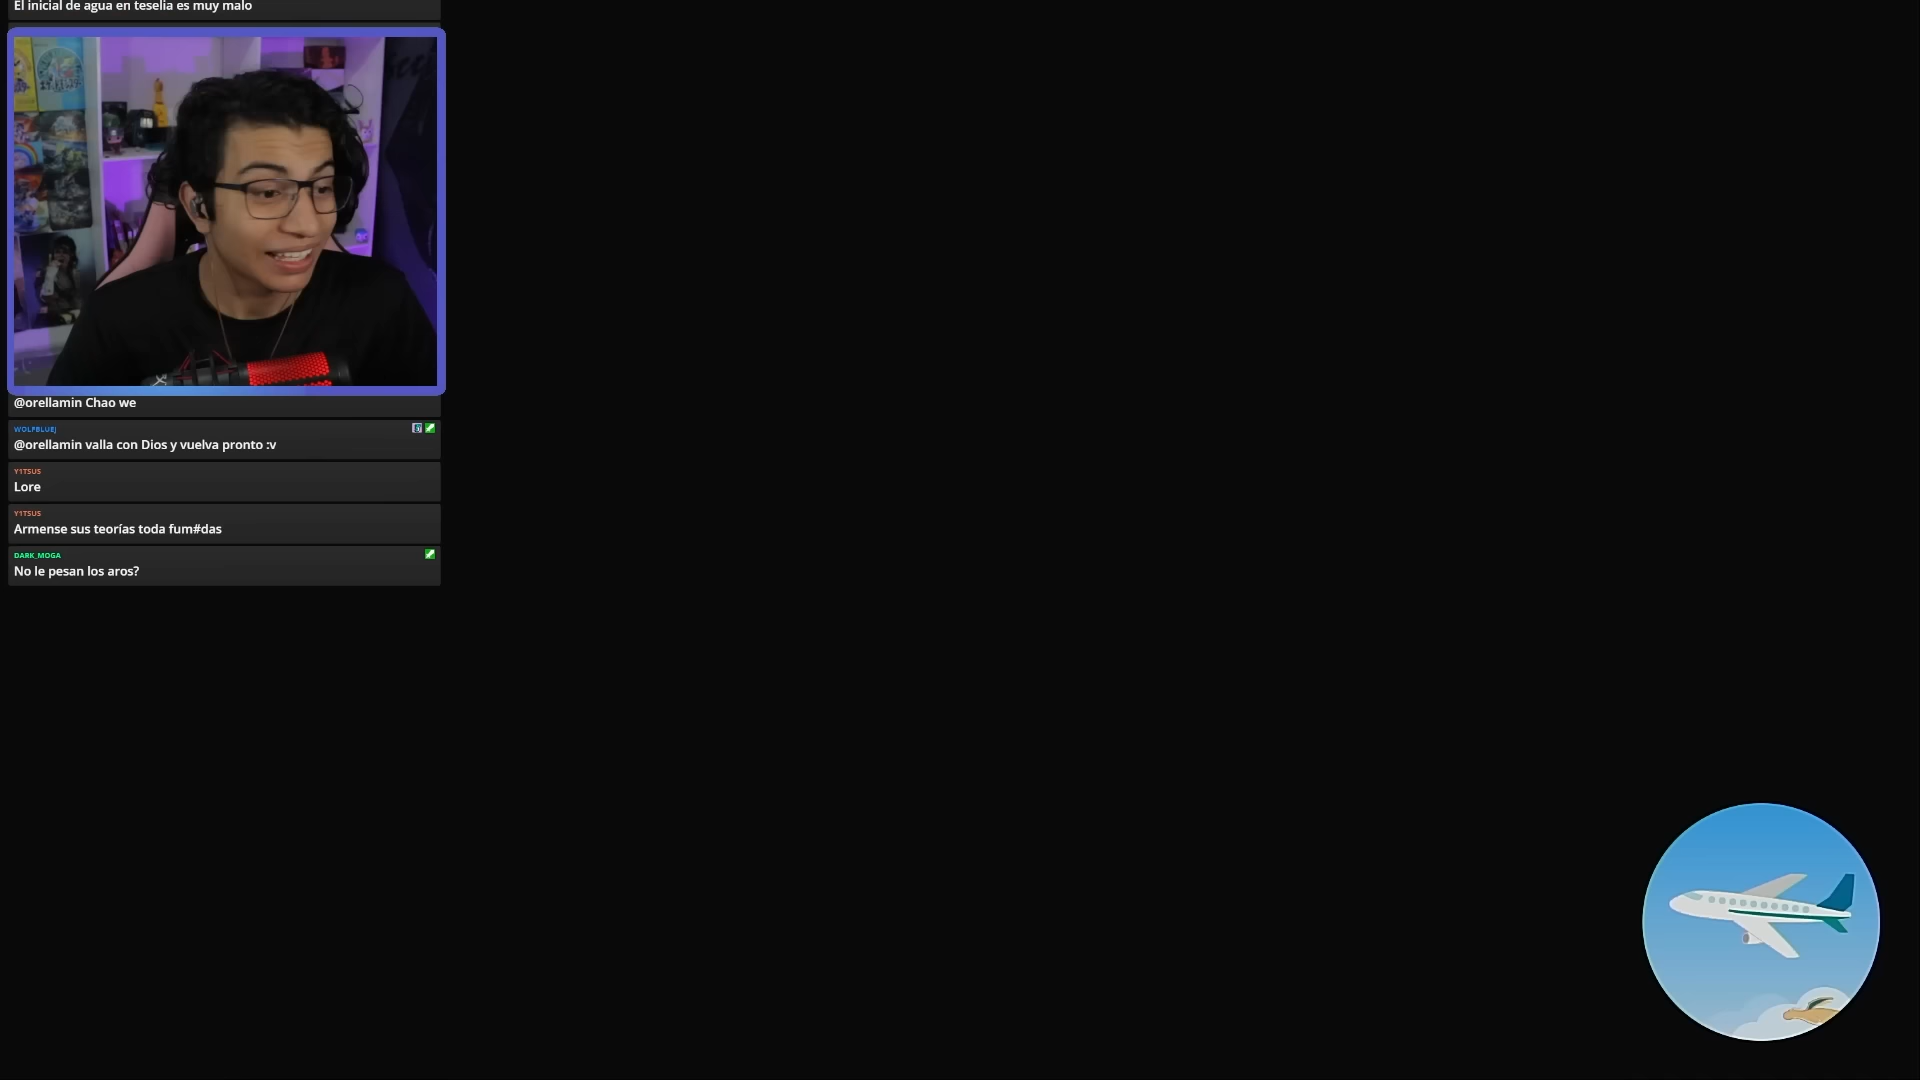 El inicial de agua en teselia es muy malo
@orellamin Chao we
WOLFBLUEJ
@orellamin valla con Dios y vuelva pronto :v
Y1TSUS
Lore
Y1TSUS
Armense sus teorías toda fum#das
DARK_MOGA
No le pesan los aros?